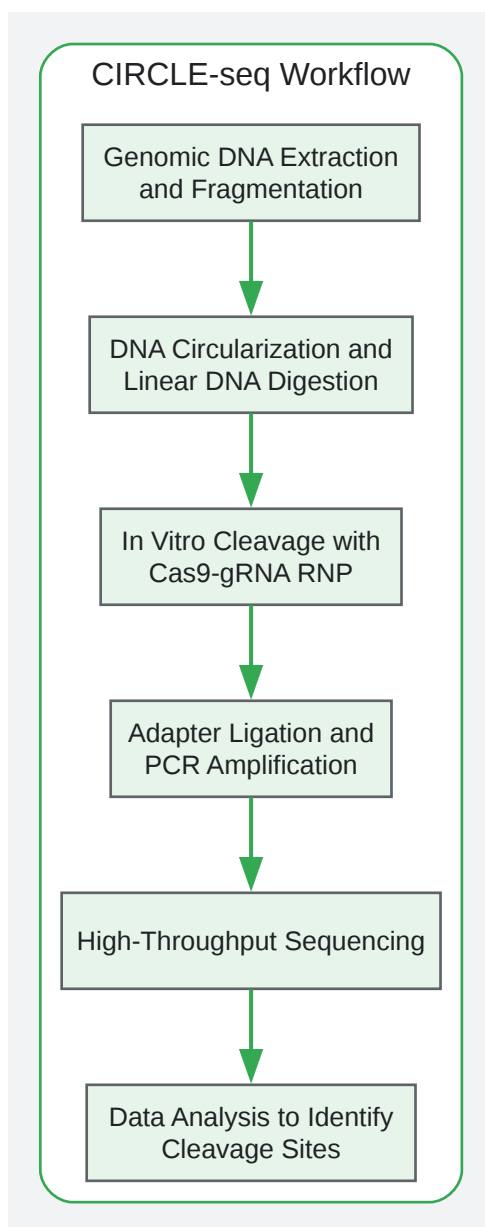 CIRCLE-seq Workflow
Genomic DNA Extraction
and Fragmentation
DNA Circularization and
Linear DNA Digestion
In Vitro Cleavage with
Cas9-gRNA RNP
Adapter Ligation and
PCR Amplification
High-Throughput Sequencing
Data Analysis to Identify
Cleavage Sites